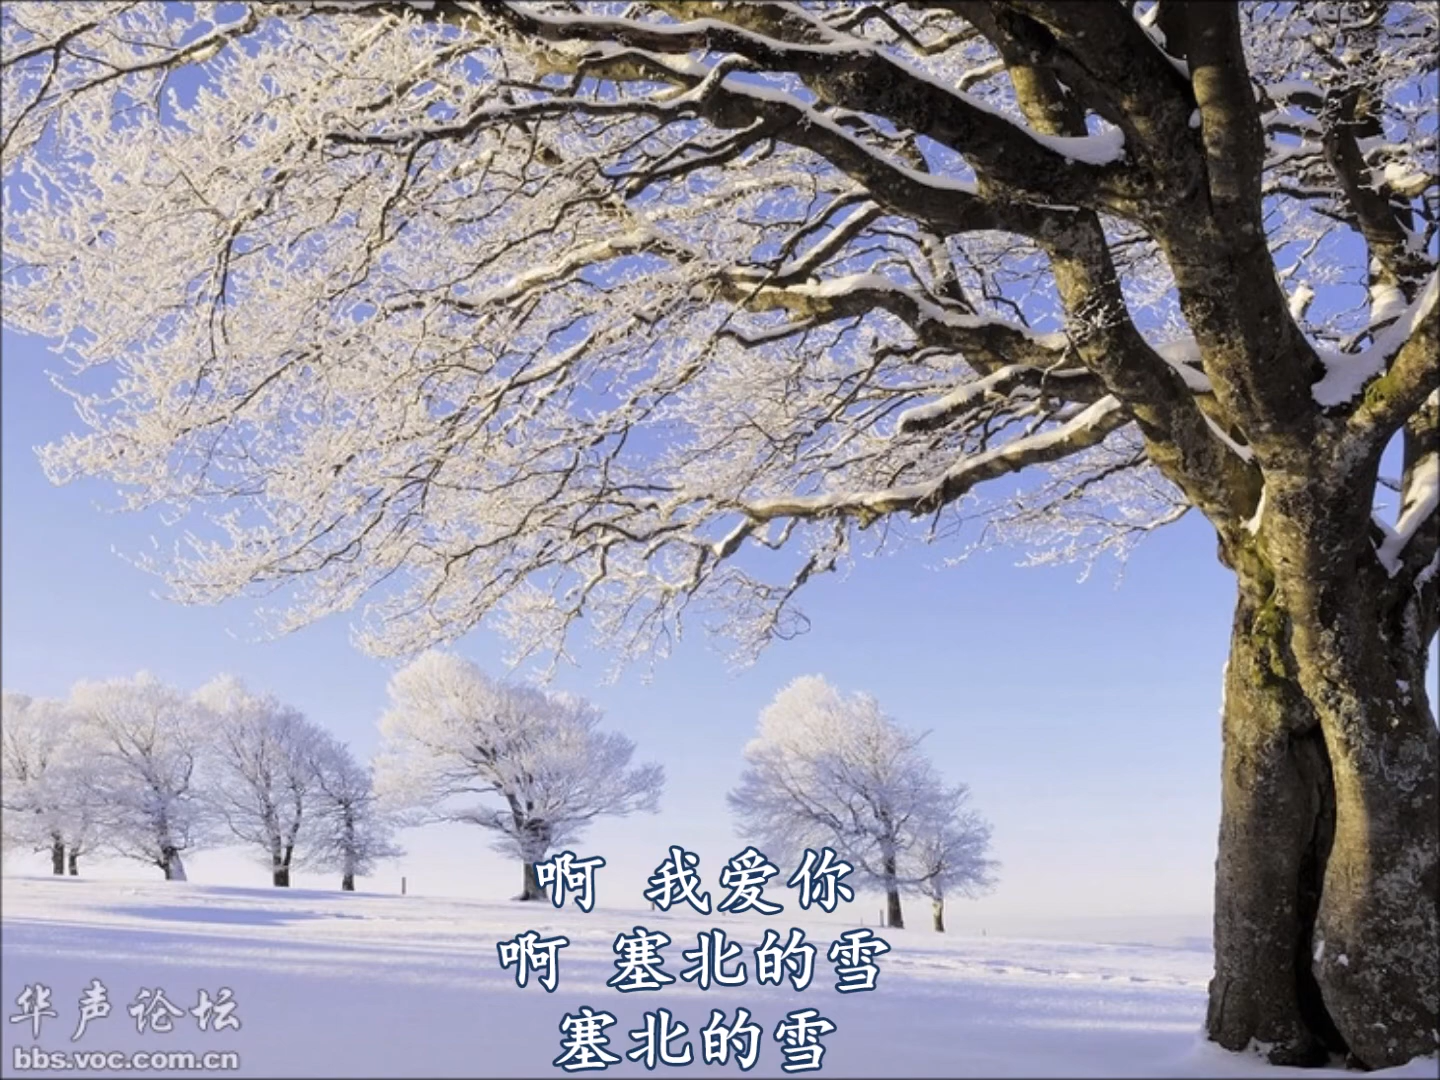 啊 我爱你
啊 塞北的雪
塞北的雪
华声论坛
bbs.voc.com.cn